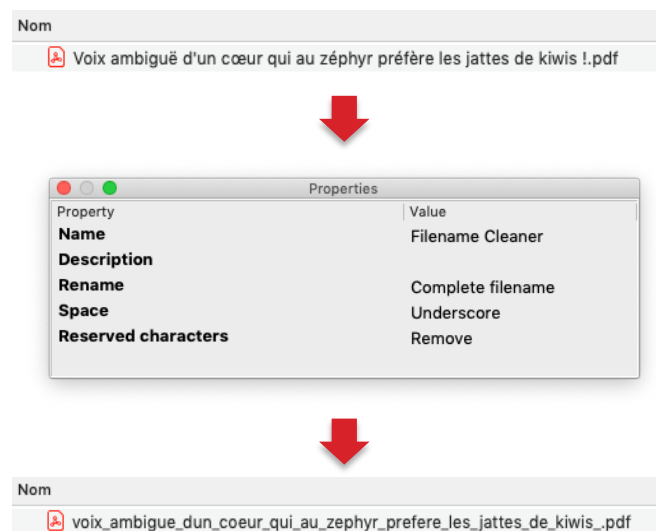 Nom
Voix ambiguë d'un cœur qui au zéphyr préfère les jattes de kiwis !.pdf
Properties
Property Value
Name Filename Cleaner
Description
Rename Complete filename
Space Underscore
Reserved characters Remove
Nom
voix_ambigue_dun_coeur_qui_au_zephyr_prefere_les_jattes_de_kiwis_.pdf